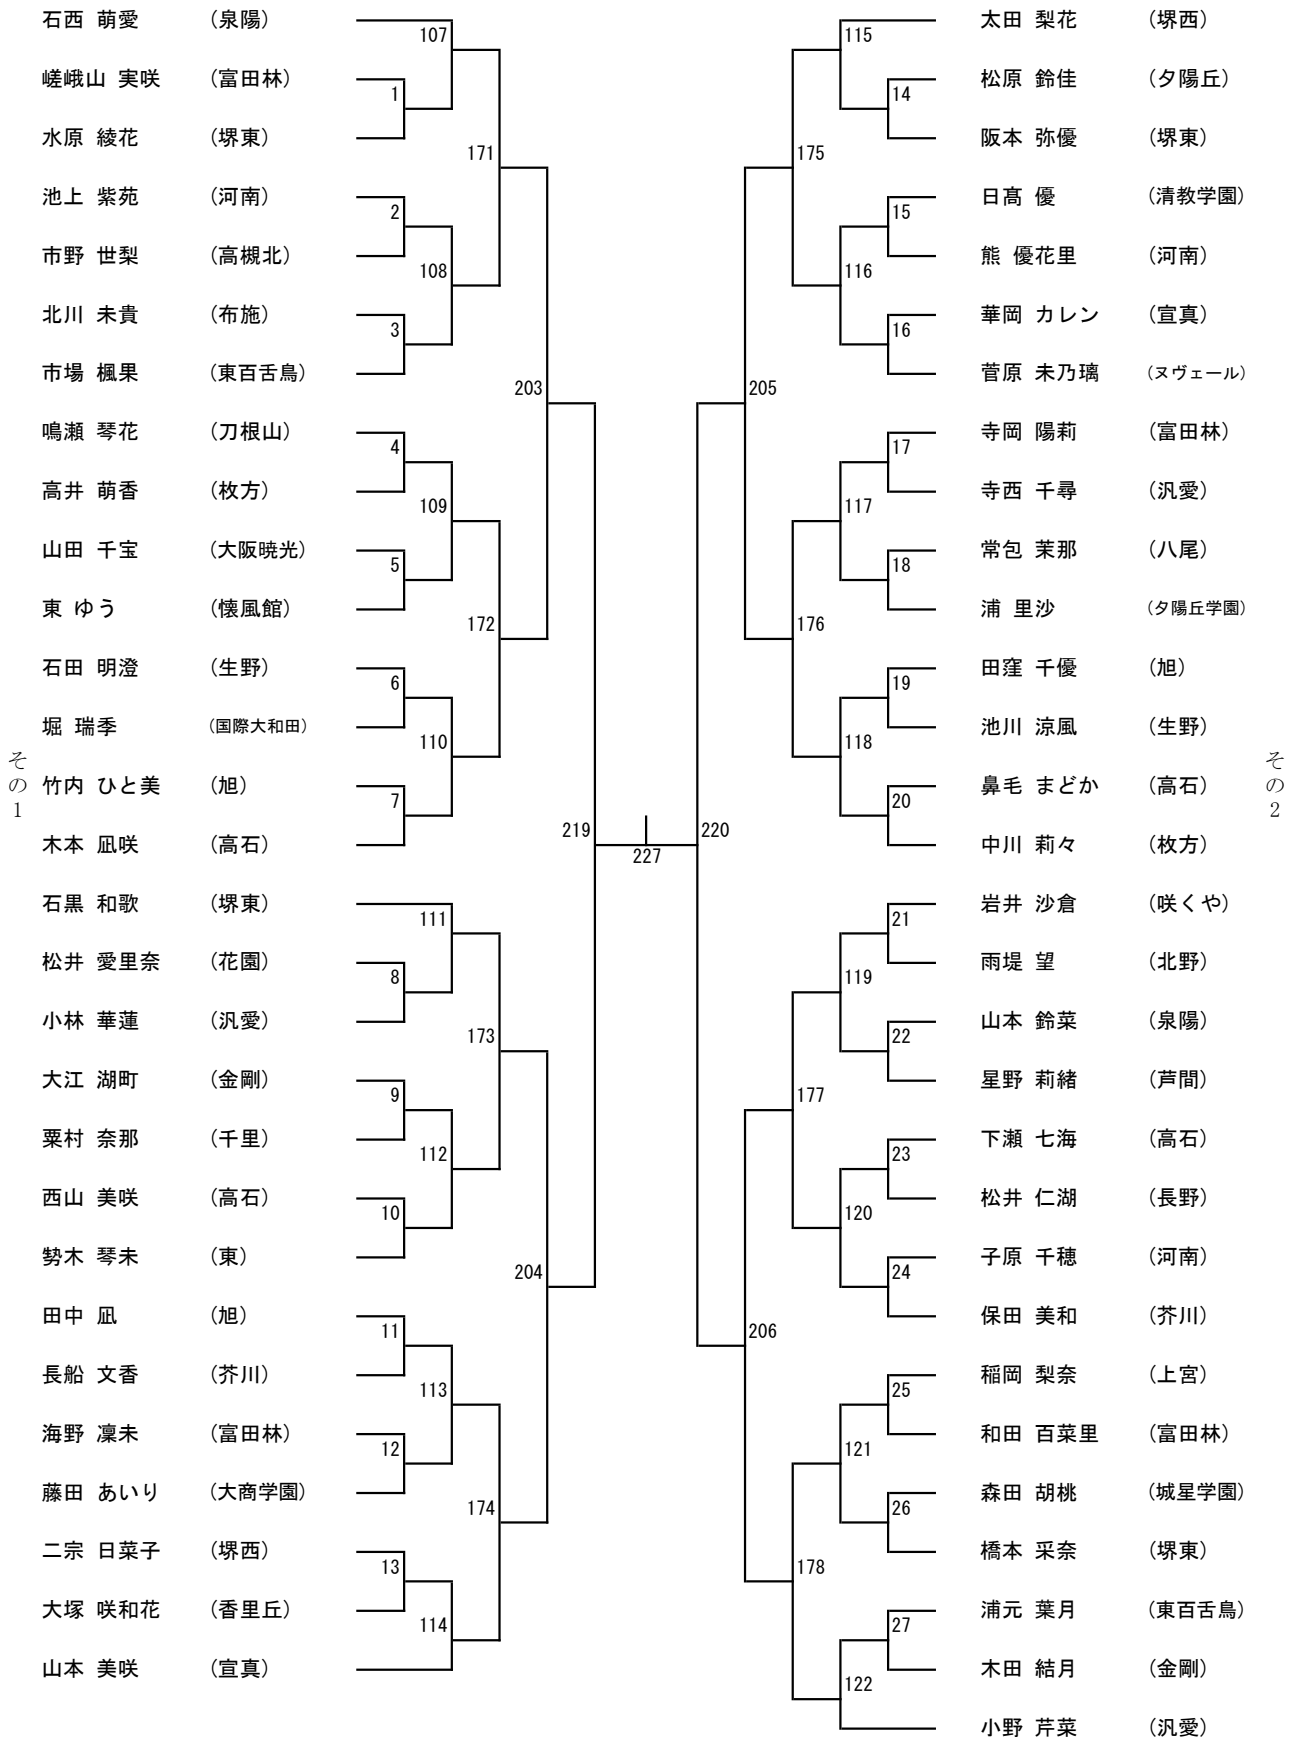 石西 萌愛 (泉陽)
嵯峨山 実咲 (富田林)
水原 綾花 (堺東)
池上 紫苑 (河南)
市野 世梨 (高槻北)
北川 未貴 (布施)
市場 楓果 (東百舌鳥)
鳴瀬 琴花 (刀根山)
高井 萌香 (枚方)
山田 千宝 (大阪暁光)
東 ゆう (懐風館)
石田 明澄 (生野)
堀 瑞季 (国際大和田)
竹内 ひと美 (旭)
木本 凪咲 (高石)
石黒 和歌 (堺東)
松井 愛里奈 (花園)
小林 華蓮 (汎愛)
大江 湖町 (金剛)
粟村 奈那 (千里)
西山 美咲 (高石)
勢木 琴未 (東)
田中 凪 (旭)
長船 文香 (芥川)
海野 凜未 (富田林)
藤田 あいり (大商学園)
二宗 日菜子 (堺西)
大塚 咲和花 (香里丘)
山本 美咲 (宣真)
その1
107
1
171
2
108
3
203
4
109
5
172
6
110
7
219
111
8
173
9
112
10
204
11
113
12
174
13
114
227
220
115
14
175
15
116
16
205
17
117
18
176
19
118
20
21
119
22
177
23
120
24
206
25
121
26
178
27
122
太田 梨花 (堺西)
松原 鈴佳 (夕陽丘)
阪本 弥優 (堺東)
日髙 優 (清教学園)
熊 優花里 (河南)
華岡 カレン (宣真)
菅原 未乃璃 (ヌヴェール)
寺岡 陽莉 (富田林)
寺西 千尋 (汎愛)
常包 茉那 (八尾)
浦 里沙 (夕陽丘学園)
田窪 千優 (旭)
池川 涼風 (生野)
鼻毛 まどか (高石)
中川 莉々 (枚方)
岩井 沙倉 (咲くや)
雨堤 望 (北野)
山本 鈴菜 (泉陽)
星野 莉緒 (芦間)
下瀬 七海 (高石)
松井 仁湖 (長野)
子原 千穂 (河南)
保田 美和 (芥川)
稲岡 梨奈 (上宮)
和田 百菜里 (富田林)
森田 胡桃 (城星学園)
橋本 采奈 (堺東)
浦元 葉月 (東百舌鳥)
木田 結月 (金剛)
小野 芹菜 (汎愛)
その2